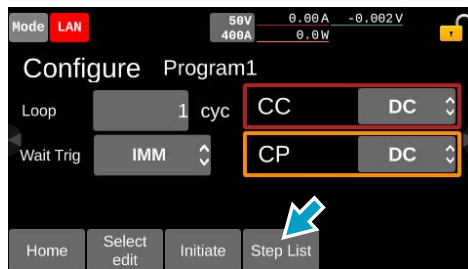 Mode LAN 50V 0.00A -0.002V
400A 0.0W
Configure Program1
Loop 1 cyc CC DC
Wait Trig IMM CP DC
Home Select edit Initiate Step List